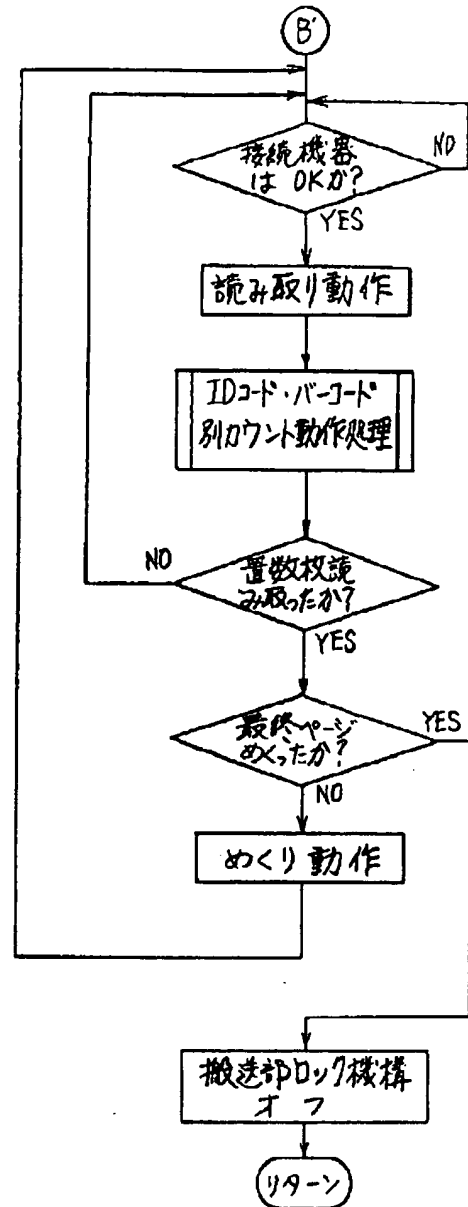 B'
接続機器
は OKか?
NO
YES
読み取り動作
IDコード・バーコード
別カウント動作処理
NO
置数枚読
み取ったか?
YES
最終ページ
めくったか?
YES
NO
めくり動作
搬送部ロック機構
オフ
リターン